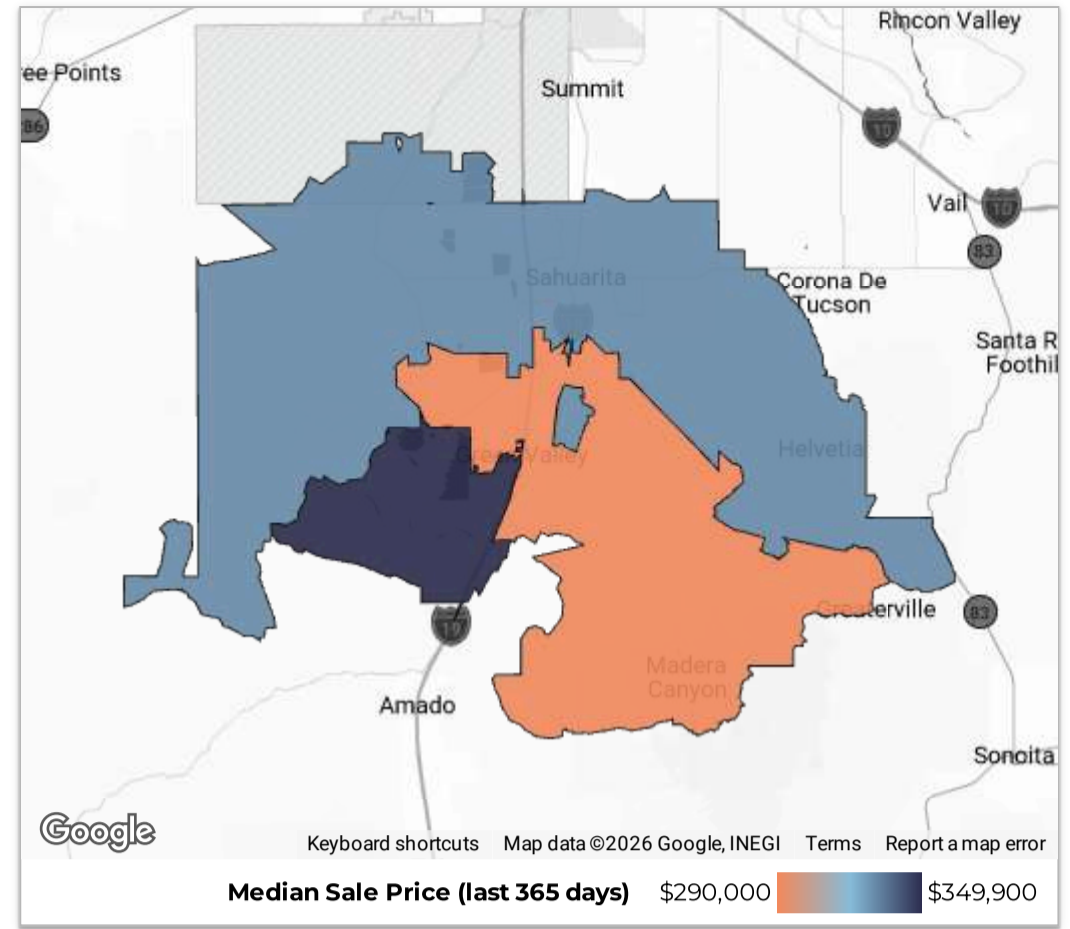 Rincon Valley
ree Points
Summit
86
10
Vail
10
83
Sahuarita
Corona De
Tucson
Santa R
Foothil
Green Valley
Helvetia
Greaterville
83
19
Madera
Canyon
Amado
Sonoita
Google
Keyboard shortcuts Map data ©2026 Google, INEGI Terms Report a map error
Median Sale Price (last 365 days) $290,000 $349,900